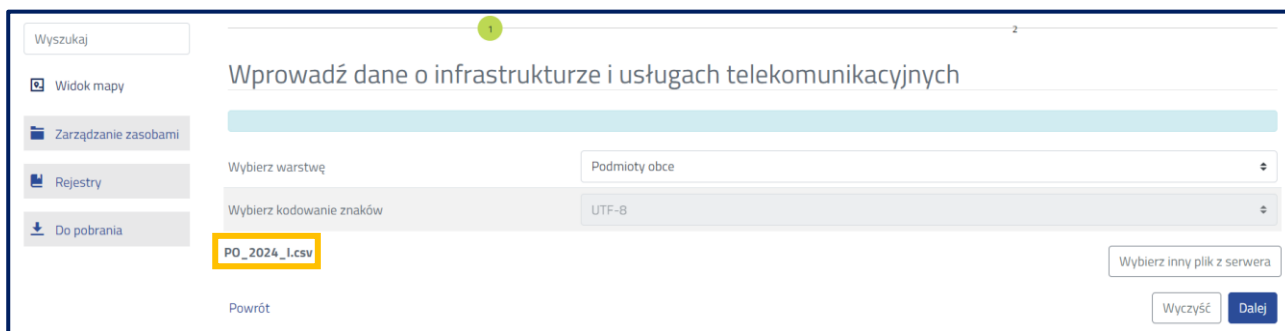 Wyszukaj
Widok mapy
Zarządzanie zasobami
Rejestry
Do pobrania
1
2
Wprowadź dane o infrastrukturze i usługach telekomunikacyjnych
Wybierz warstwę
Podmioty obce
Wybierz kodowanie znaków
UTF-8
PO_2024_I.csv
Wybierz inny plik z serwera
Powrót
Wyczyść
Dalej